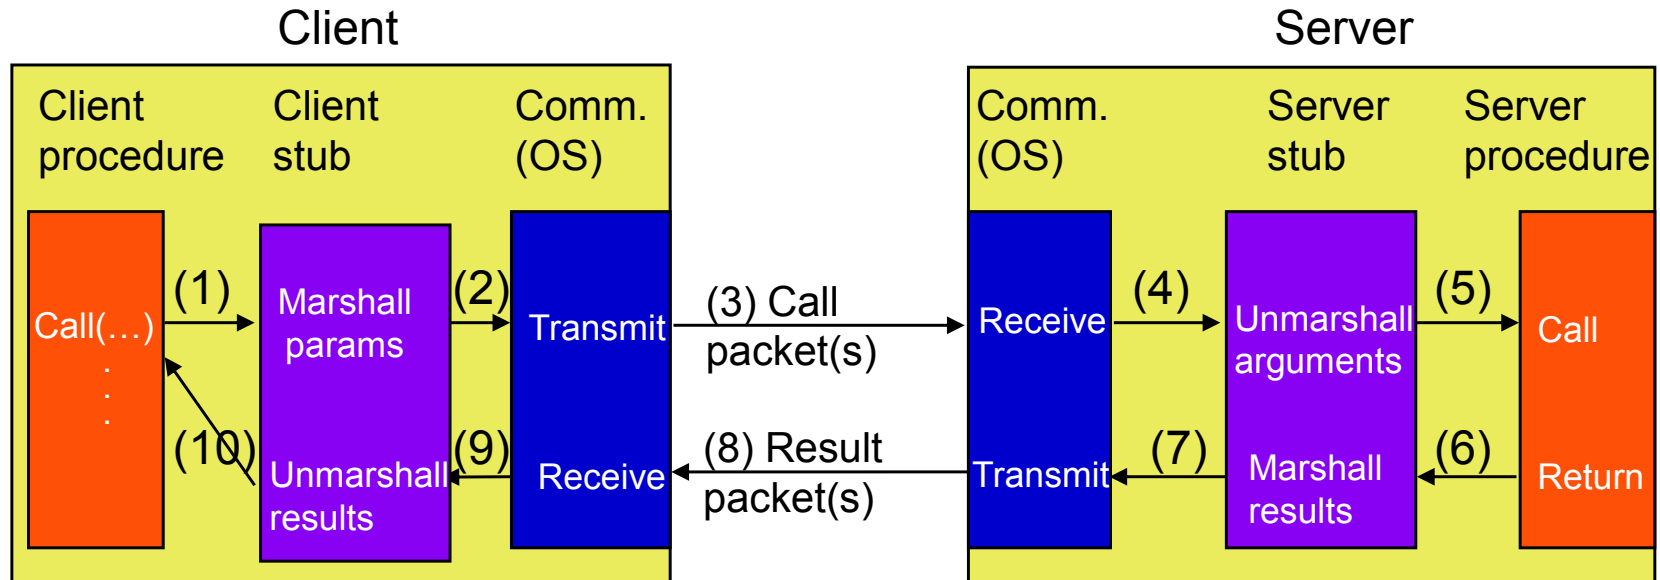 Client
Server
Client
procedure
Client
stub
Comm.
(OS)
Comm.
(OS)
Server
stub
Server
procedure
(1)
(2)
(3) Call
packet(s)
(4)
(5)
Call(...)
.
.
.
Marshall
params
Transmit
Receive
Unmarshall
arguments
Call
(10)
(9)
(8) Result
packet(s)
(7)
(6)
Unmarshall
results
Receive
Transmit
Marshall
results
Return